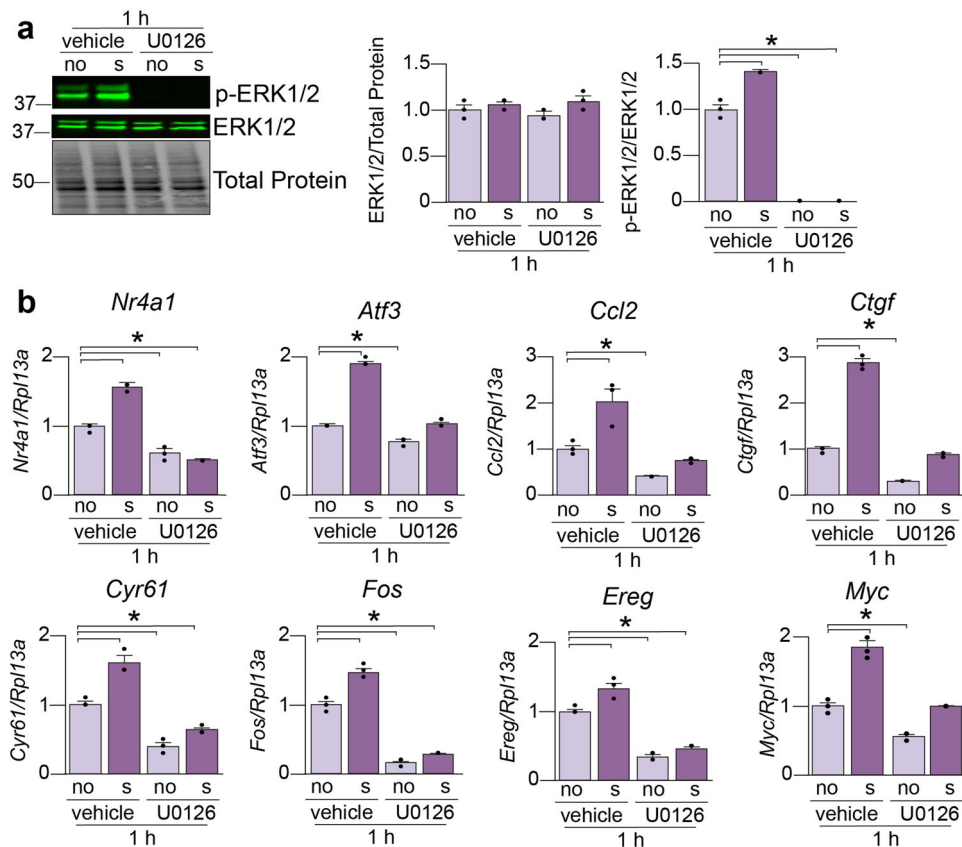 a
1 h
vehicle U0126
no s no s
37 p-ERK1/2
37 ERK1/2
50 Total Protein
ERK1/2/Total Protein
1.5
1.0
0.5
0
no s no s
vehicle U0126
1 h
p-ERK1/2/ERK1/2
*
1.5
1.0
0.5
0
no s no s
vehicle U0126
1 h
b
Nr4a1
*
Nr4a1/Rpl13a
2
1
0
no s no s
vehicle U0126
1 h
Atf3
*
Atf3/Rpl13a
2
1
0
no s no s
vehicle U0126
1 h
Ccl2
*
Ccl2/Rpl13a
3
2
1
0
no s no s
vehicle U0126
1 h
Ctgf
*
Ctgf/Rpl13a
3
2
1
0
no s no s
vehicle U0126
1 h
Cyr61
*
Cyr61/Rpl13a
2
1
0
no s no s
vehicle U0126
1 h
Fos
*
Fos/Rpl13a
2
1
0
no s no s
vehicle U0126
1 h
Ereg
*
Ereg/Rpl13a
2
1
0
no s no s
vehicle U0126
1 h
Myc
*
Myc/Rpl13a
2
1
0
no s no s
vehicle U0126
1 h